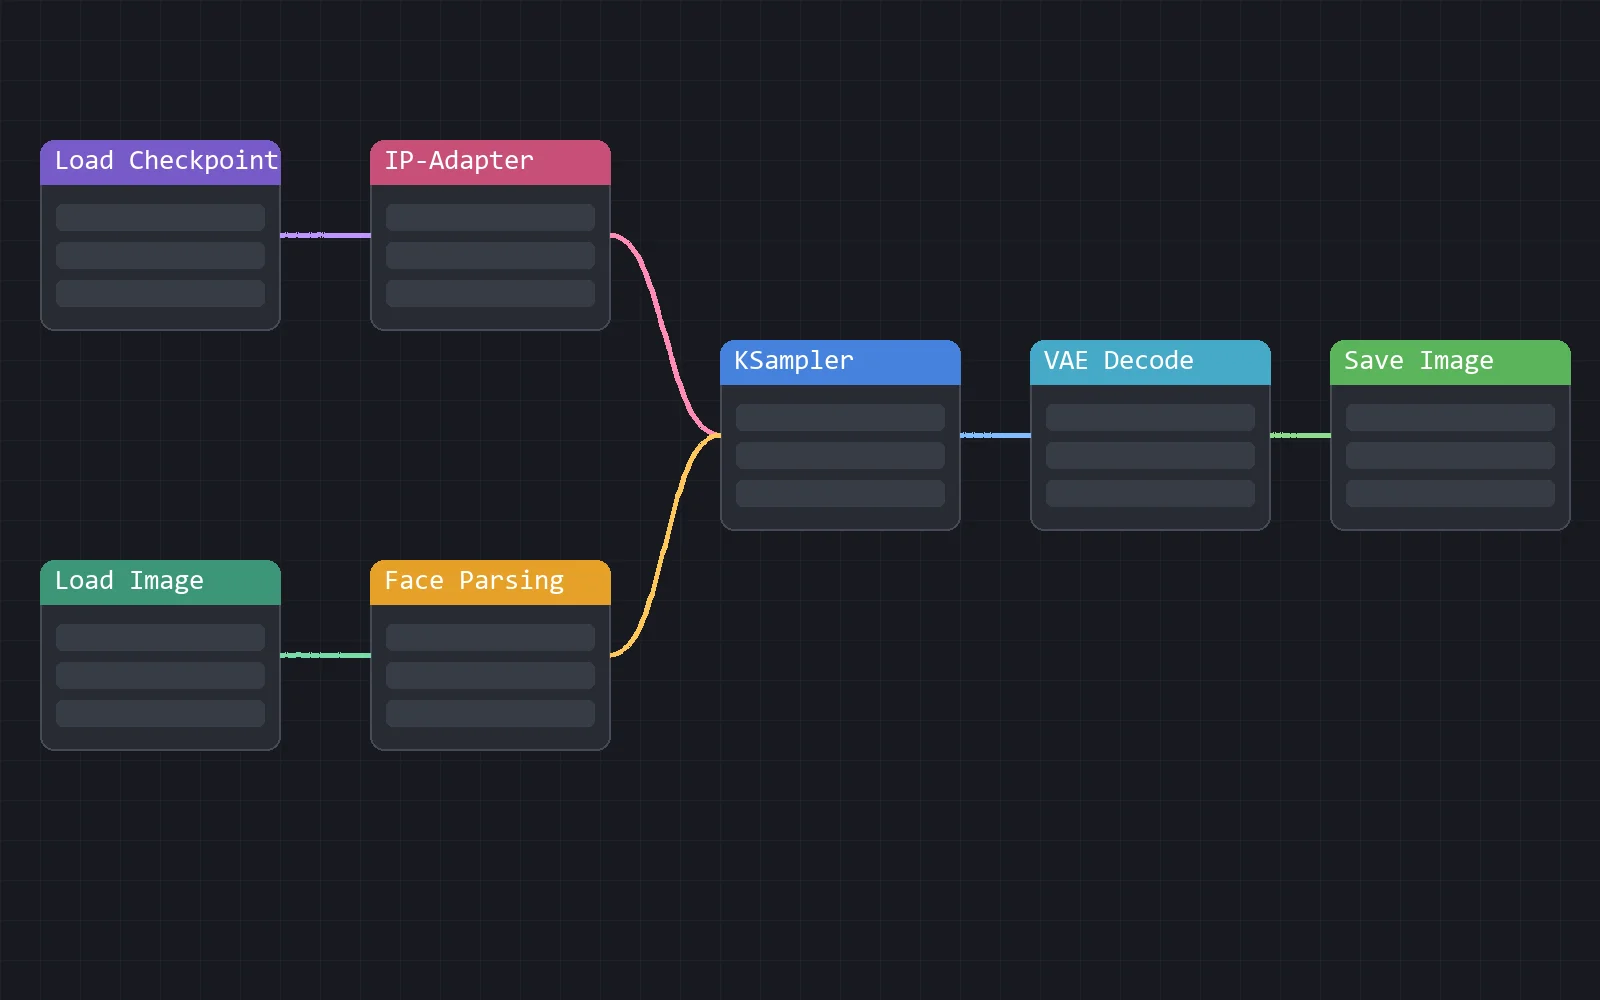 Load Checkpoint
IP-Adapter
KSampler
VAE Decode
Save Image
Load Image
Face Parsing